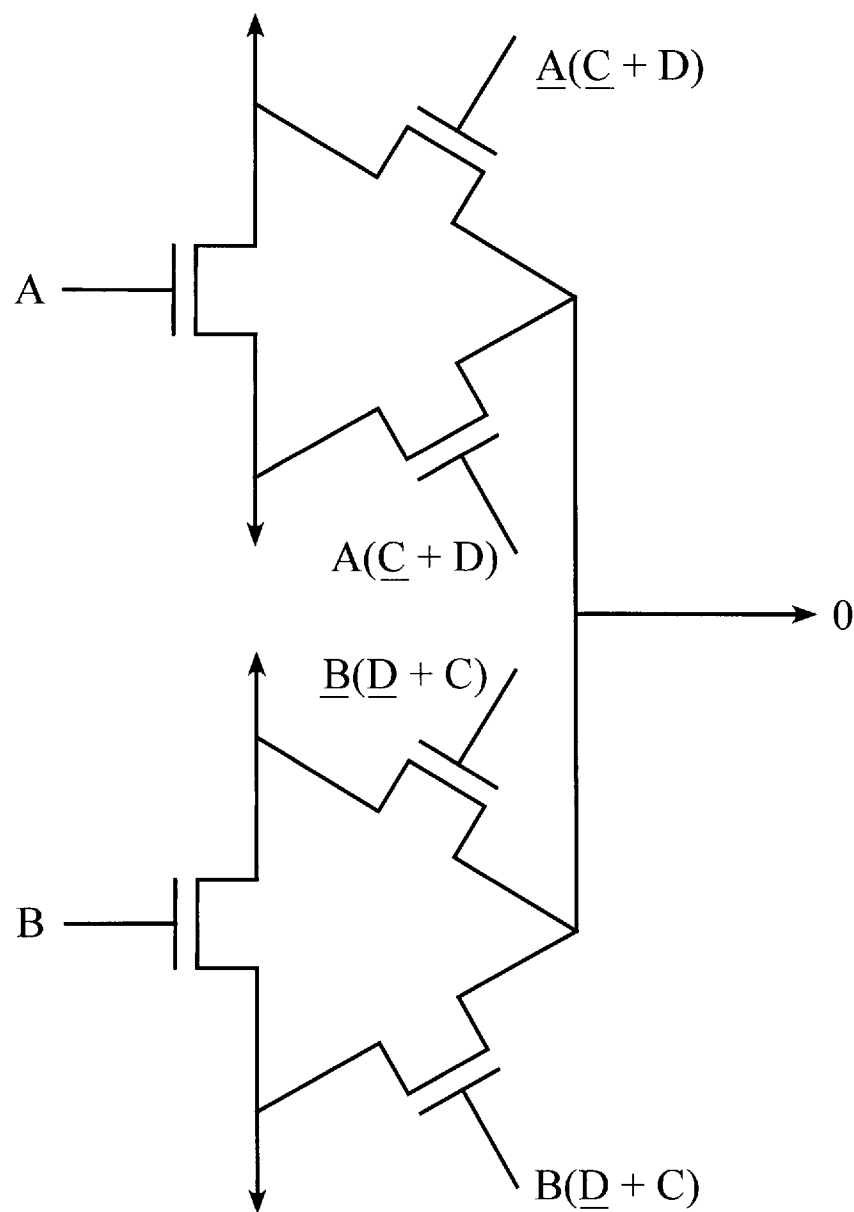 A̲(C̲ + D)
A
A(C̲ + D)
0
B̲(D̲ + C)
B
B(D̲ + C)